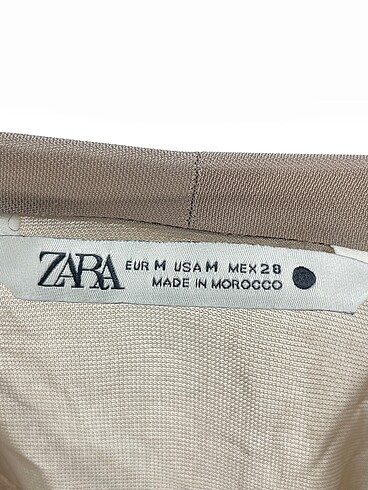 ZARA
EUR M USA M MEX 28
MADE IN MOROCCO